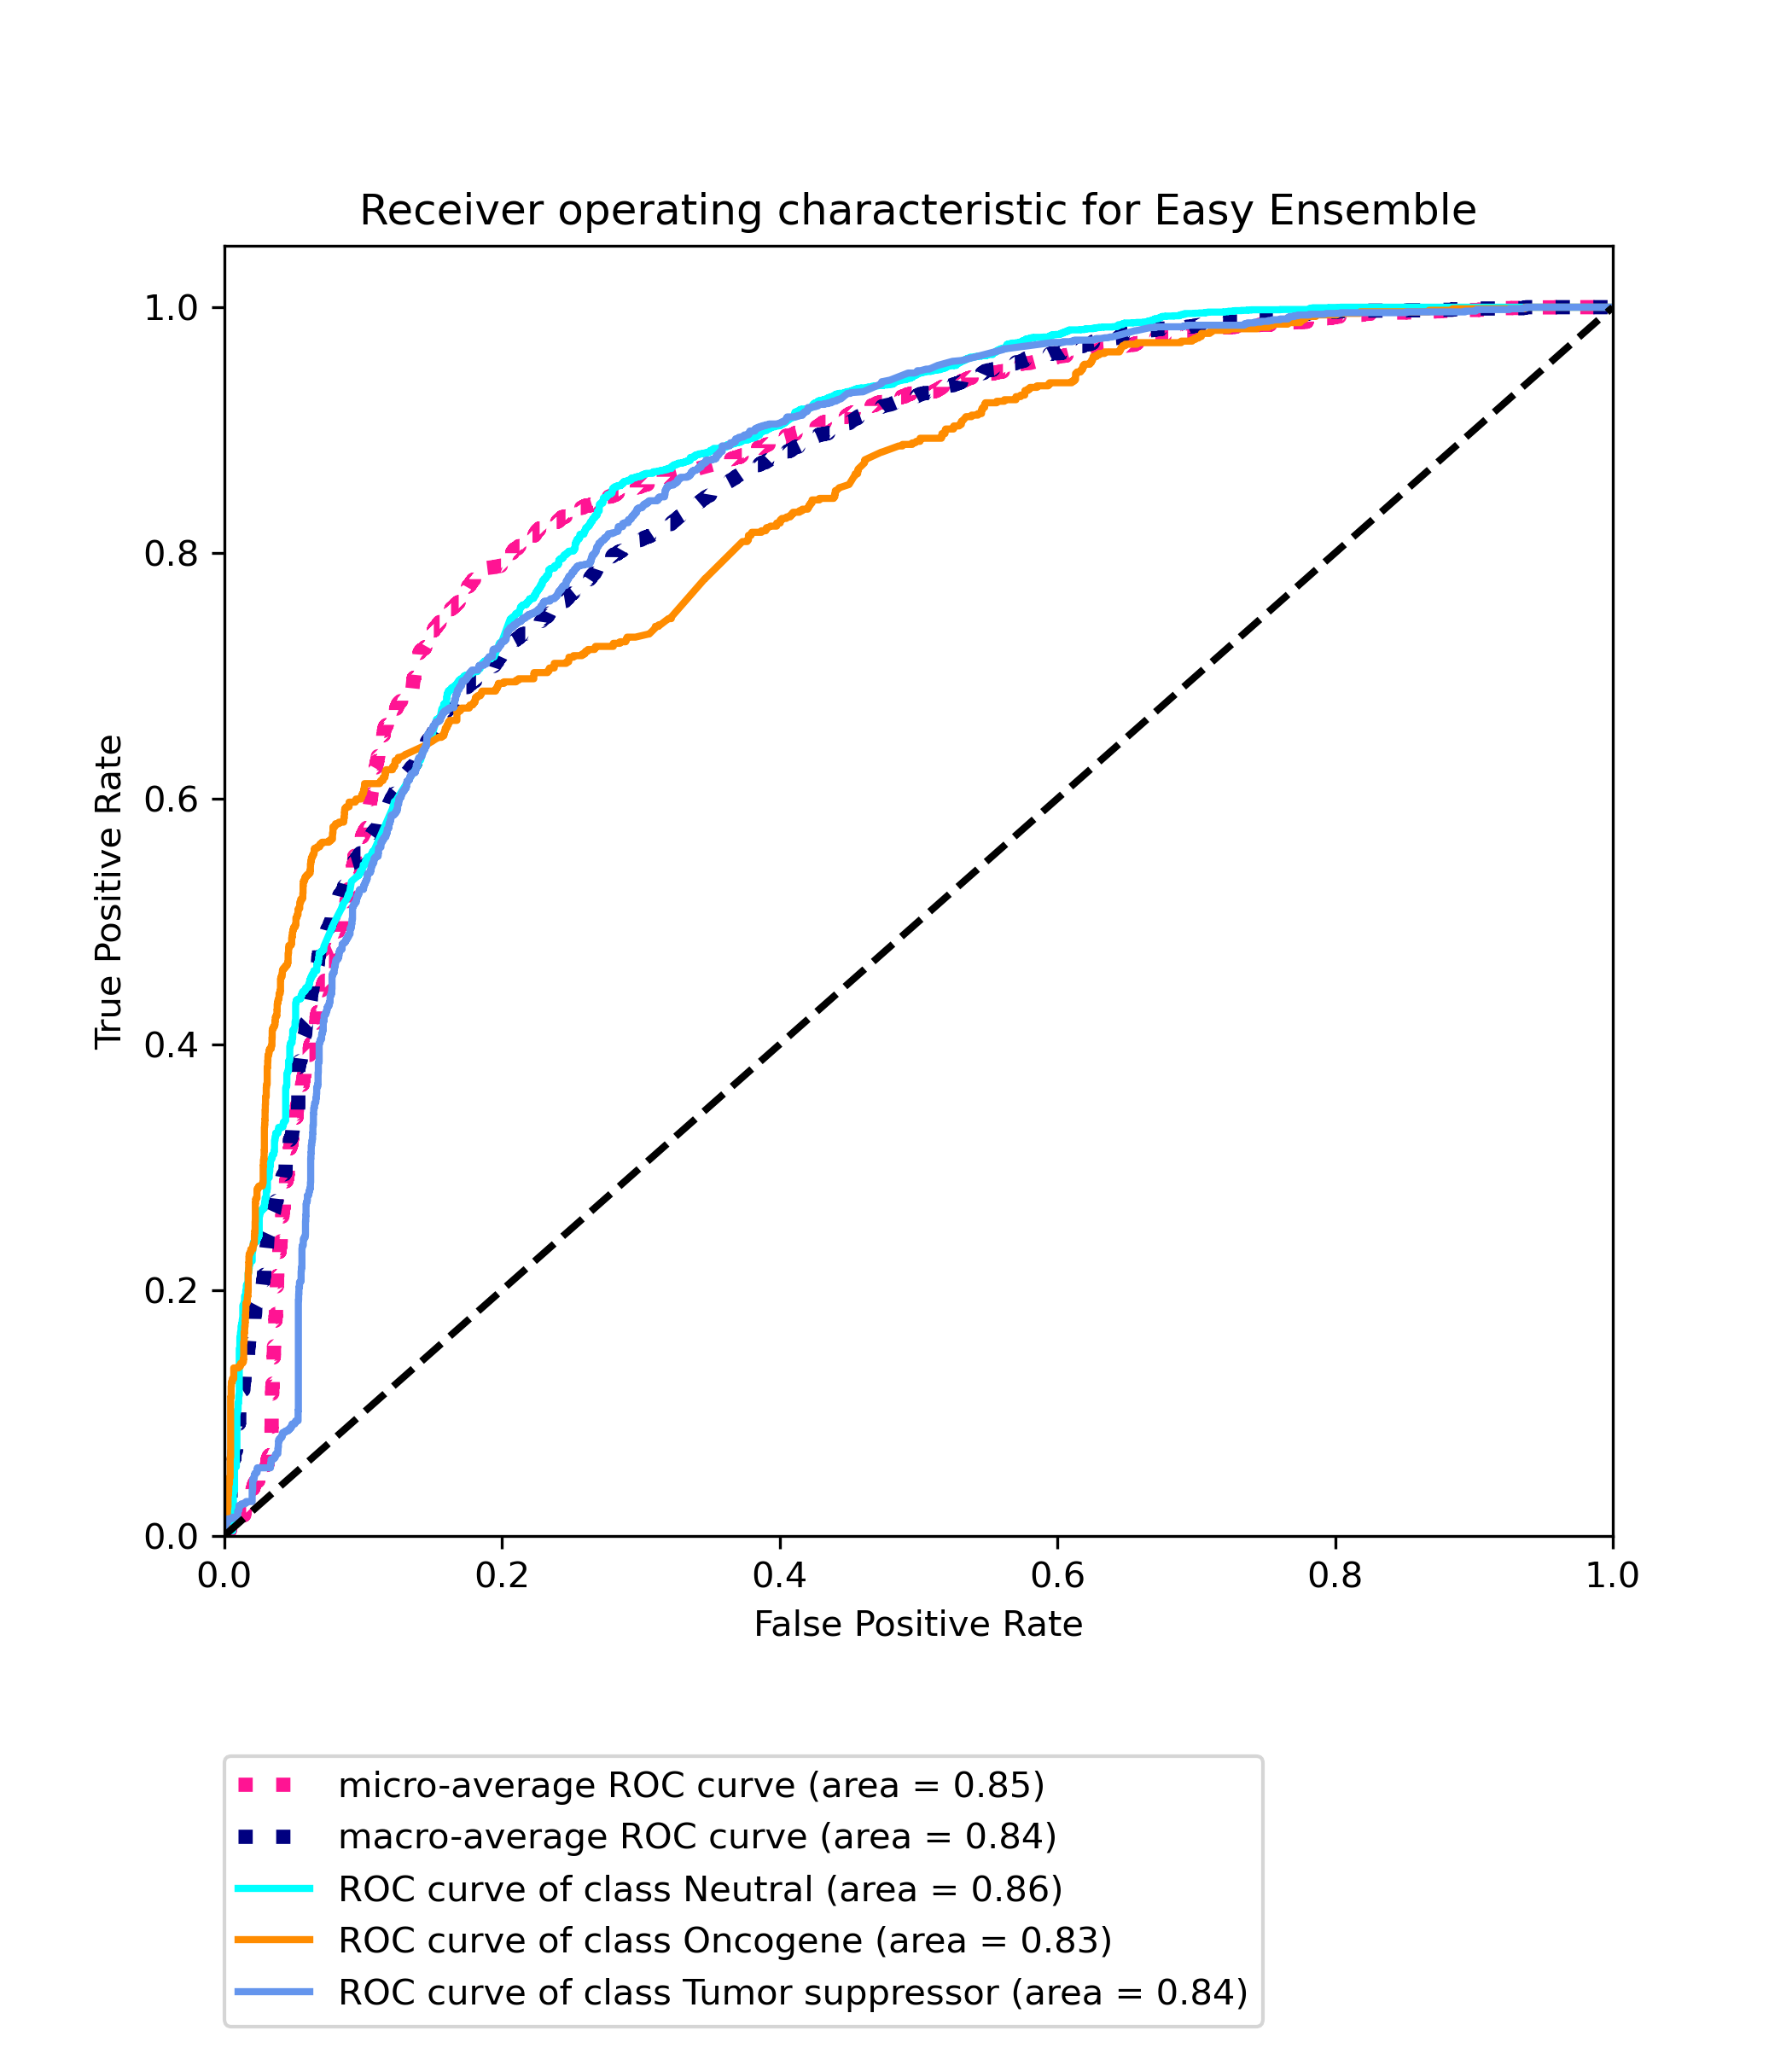 Receiver operating characteristic for Easy Ensemble
1.0
0.8
0.6
0.4
0.2
0.0
True Positive Rate
0.0 0.2 0.4 0.6 0.8 1.0
False Positive Rate
micro-average ROC curve (area = 0.85)
macro-average ROC curve (area = 0.84)
ROC curve of class Neutral (area = 0.86)
ROC curve of class Oncogene (area = 0.83)
ROC curve of class Tumor suppressor (area = 0.84)